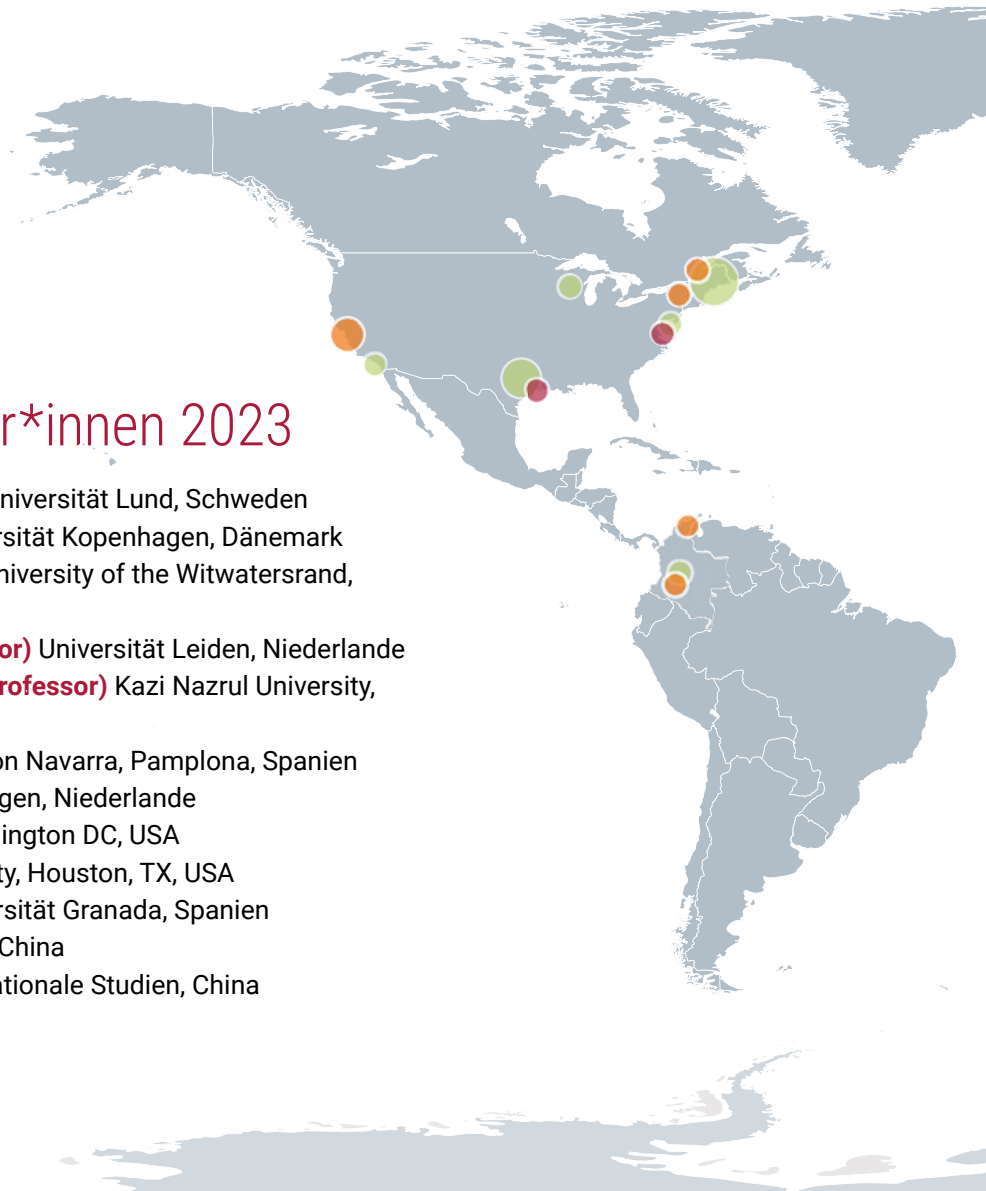 r*innen 2023
niversität Lund, Schweden
rsität Kopenhagen, Dänemark
niversity of the Witwatersrand,
or) Universität Leiden, Niederlande
rofessor) Kazi Nazrul University,
on Navarra, Pamplona, Spanien
gen, Niederlande
ington DC, USA
ty, Houston, TX, USA
rsität Granada, Spanien
China
ationale Studien, China